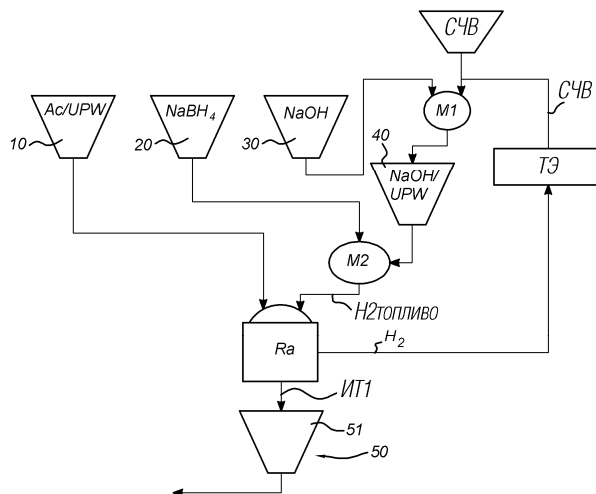 СЧВ
Ac/UPW
NaBH4
NaOH
M1
СЧВ
10
20
30
40
NaOH/
UPW
ТЭ
M2
H2топливо
Ra
H2
ИТ1
51
50